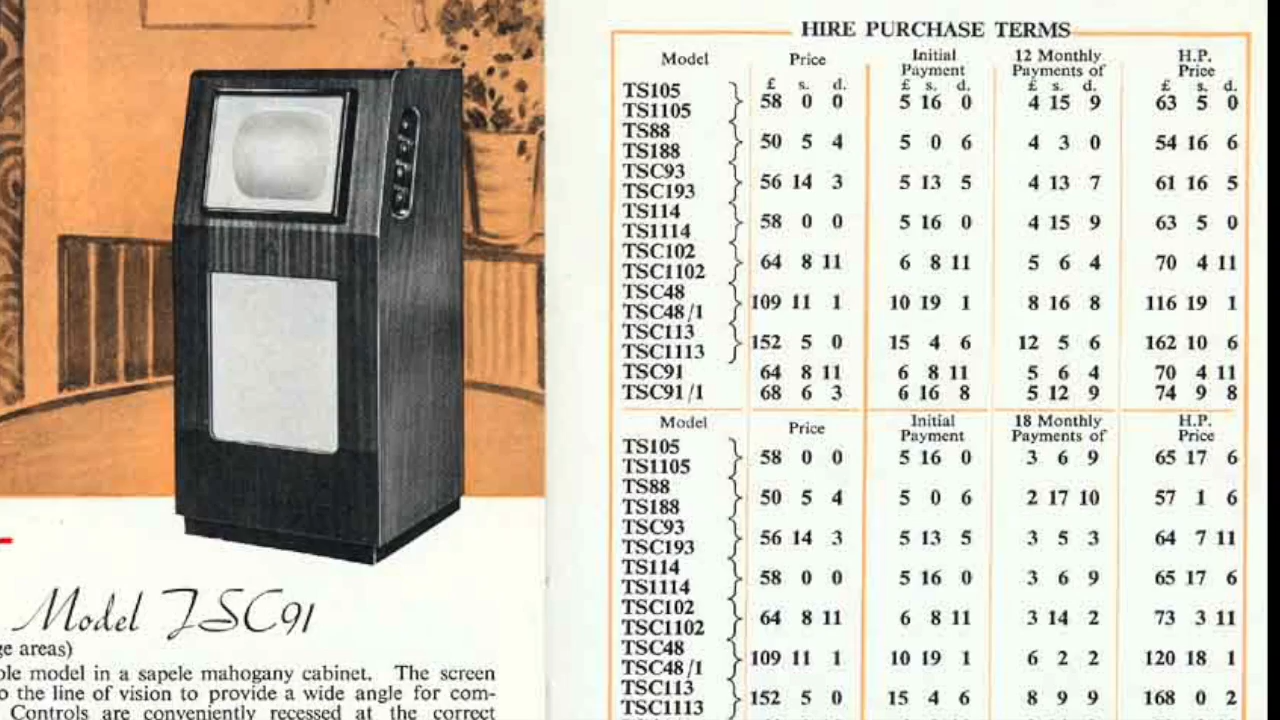 Model TSC91
ge areas)
ole model in a sapele mahogany cabinet. The screen
o the line of vision to provide a wide angle for com-
Controls are conveniently recessed at the correct
HIRE PURCHASE TERMS
Model Price Initial Payment 12 Monthly Payments of H.P. Price
£ s. d. £ s. d. £ s. d. £ s. d.
TS105
TS1105 } 58 0 0 5 16 0 4 15 9 63 5 0
TS88
TS188 } 50 5 4 5 0 6 4 3 0 54 16 6
TSC93
TSC193 } 56 14 3 5 13 5 4 13 7 61 16 5
TS114
TS1114 } 58 0 0 5 16 0 4 15 9 63 5 0
TSC102
TSC1102 } 64 8 11 6 8 11 5 6 4 70 4 11
TSC48
TSC48/1 } 109 11 1 10 19 1 8 16 8 116 19 1
TSC113
TSC1113 } 152 5 0 15 4 6 12 5 6 162 10 6
TSC91 64 8 11 6 8 11 5 6 4 70 4 11
TSC91/1 68 6 3 6 16 8 5 12 9 74 9 8
Model Price Initial Payment 18 Monthly Payments of H.P. Price
TS105
TS1105 } 58 0 0 5 16 0 3 6 9 65 17 6
TS88
TS188 } 50 5 4 5 0 6 2 17 10 57 1 6
TSC93
TSC193 } 56 14 3 5 13 5 3 5 3 64 7 11
TS114
TS1114 } 58 0 0 5 16 0 3 6 9 65 17 6
TSC102
TSC1102 } 64 8 11 6 8 11 3 14 2 73 3 11
TSC48
TSC48/1 } 109 11 1 10 19 1 6 2 2 120 18 1
TSC113
TSC1113 } 152 5 0 15 4 6 8 9 9 168 0 2